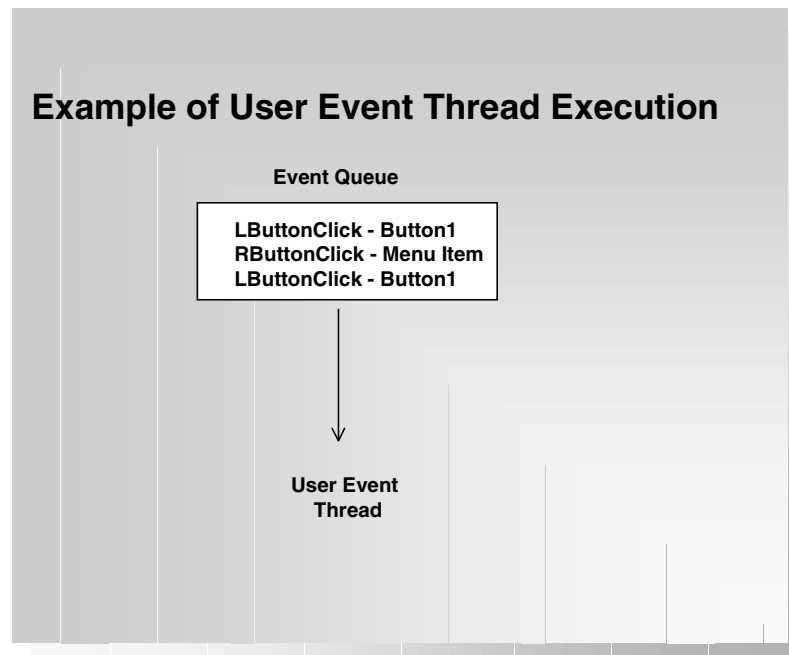 Example of User Event Thread Execution
Event Queue
LButtonClick - Button1
RButtonClick - Menu Item
LButtonClick - Button1
User Event
Thread